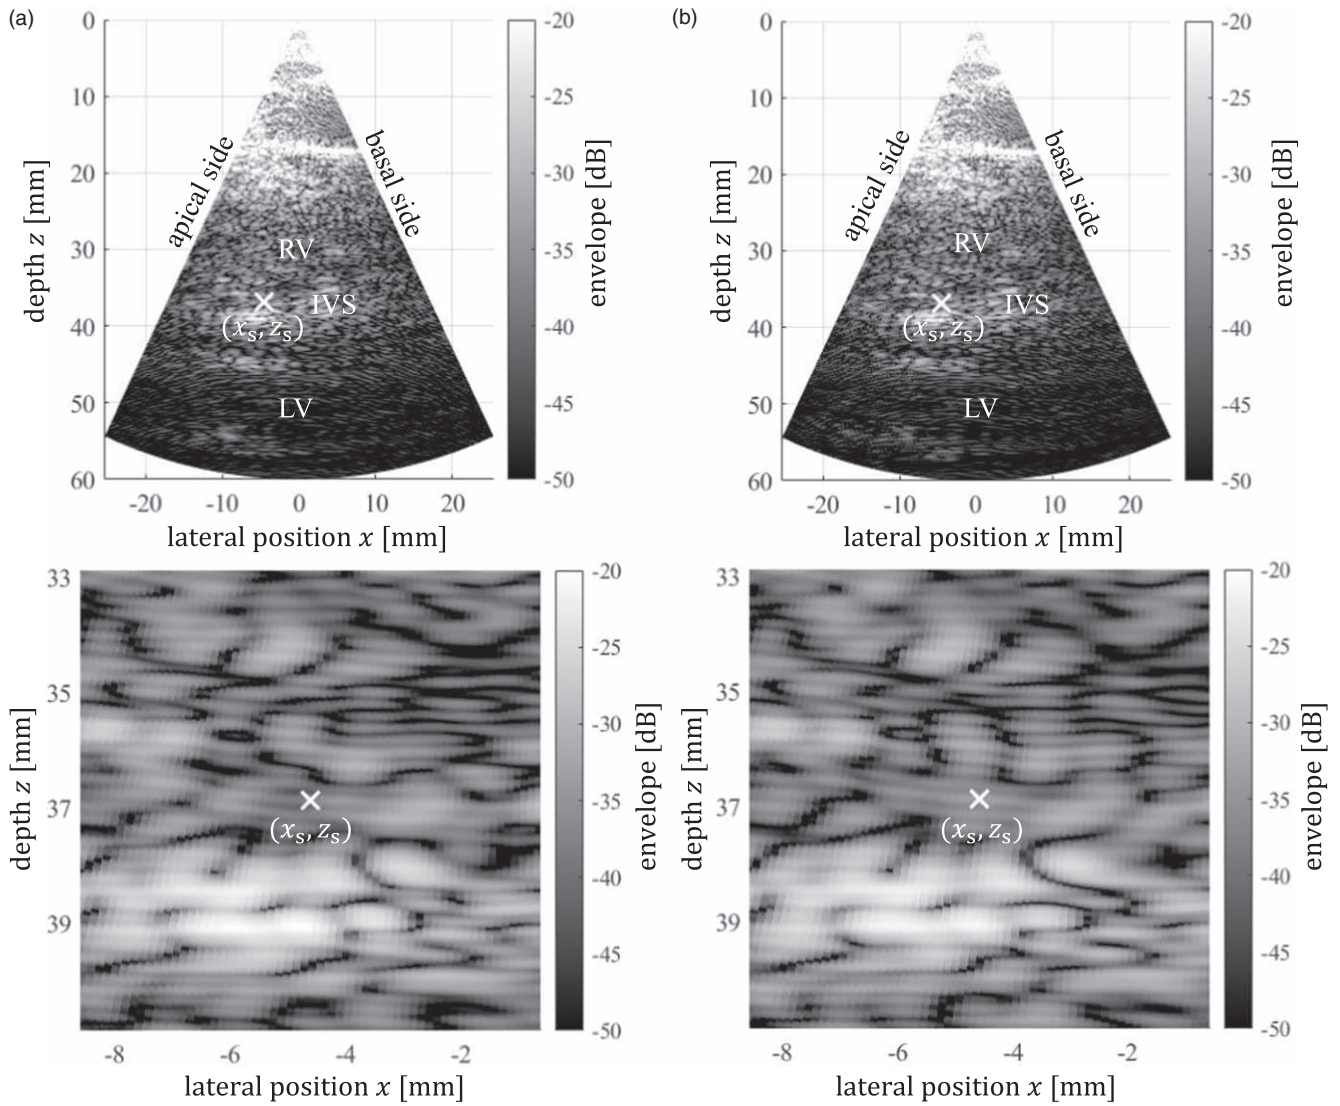 (a)
0
10
20
30
40
50
60
depth z [mm]
apical side
basal side
RV
IVS
(xs, zs)
LV
-20 -10 0 10 20
lateral position x [mm]
-20
-25
-30
-35
-40
-45
-50
envelope [dB]
(b)
0
10
20
30
40
50
60
depth z [mm]
apical side
basal side
RV
IVS
(xs, zs)
LV
-20 -10 0 10 20
lateral position x [mm]
-20
-25
-30
-35
-40
-45
-50
envelope [dB]
33
35
37
39
depth z [mm]
(xs, zs)
-8 -6 -4 -2
lateral position x [mm]
-20
-25
-30
-35
-40
-45
-50
envelope [dB]
33
35
37
39
depth z [mm]
(xs, zs)
-8 -6 -4 -2
lateral position x [mm]
-20
-25
-30
-35
-40
-45
-50
envelope [dB]